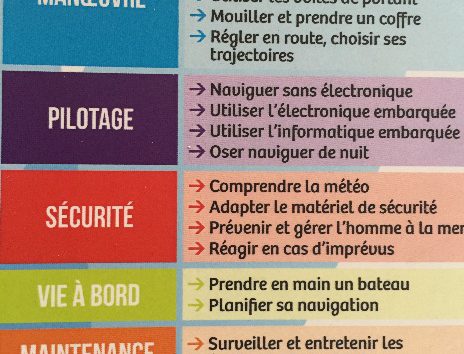 MANŒUVRE
Utiliser les voiles de portant
→ Mouiller et prendre un coffre
→ Régler en route, choisir ses
trajectoires
PILOTAGE
→ Naviguer sans électronique
→ Utiliser l'électronique embarquée
→ Utiliser l'informatique embarquée
→ Oser naviguer de nuit
SÉCURITÉ
→ Comprendre la météo
→ Adapter le matériel de sécurité
→ Prévenir et gérer l'homme à la mer
→ Réagir en cas d'imprévus
VIE À BORD
→ Prendre en main un bateau
→ Planifier sa navigation
MAINTENANCE
→ Surveiller et entretenir les